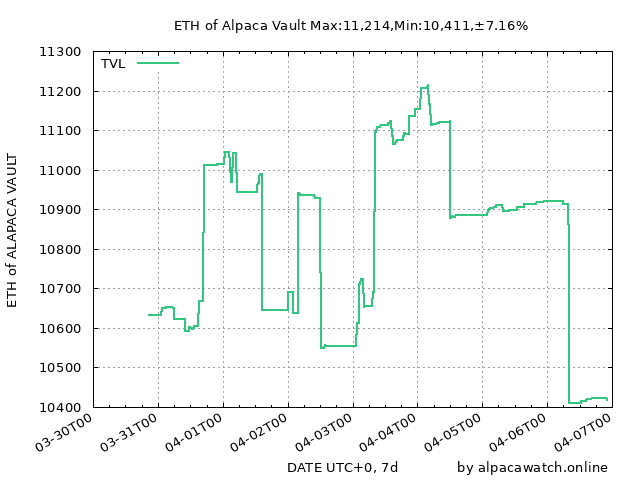 ETH of Alpaca Vault Max:11,214,Min:10,411,±7.16%
TVL
ETH of ALAPACA VAULT
11300
11200
11100
11000
10900
10800
10700
10600
10500
10400
03-30T00
03-31T00
04-01T00
04-02T00
04-03T00
04-04T00
04-05T00
04-06T00
04-07T00
DATE UTC+0, 7d
by alpacawatch.online